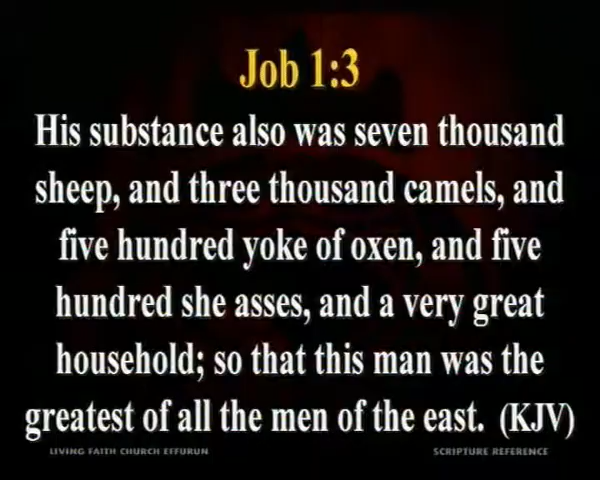 Job 1:3
His substance also was seven thousand
sheep, and three thousand camels, and
five hundred yoke of oxen, and five
hundred she asses, and a very great
household; so that this man was the
greatest of all the men of the east. (KJV)
LIVING FAITH CHURCH EFFURUN
SCRIPTURE REFERENCE